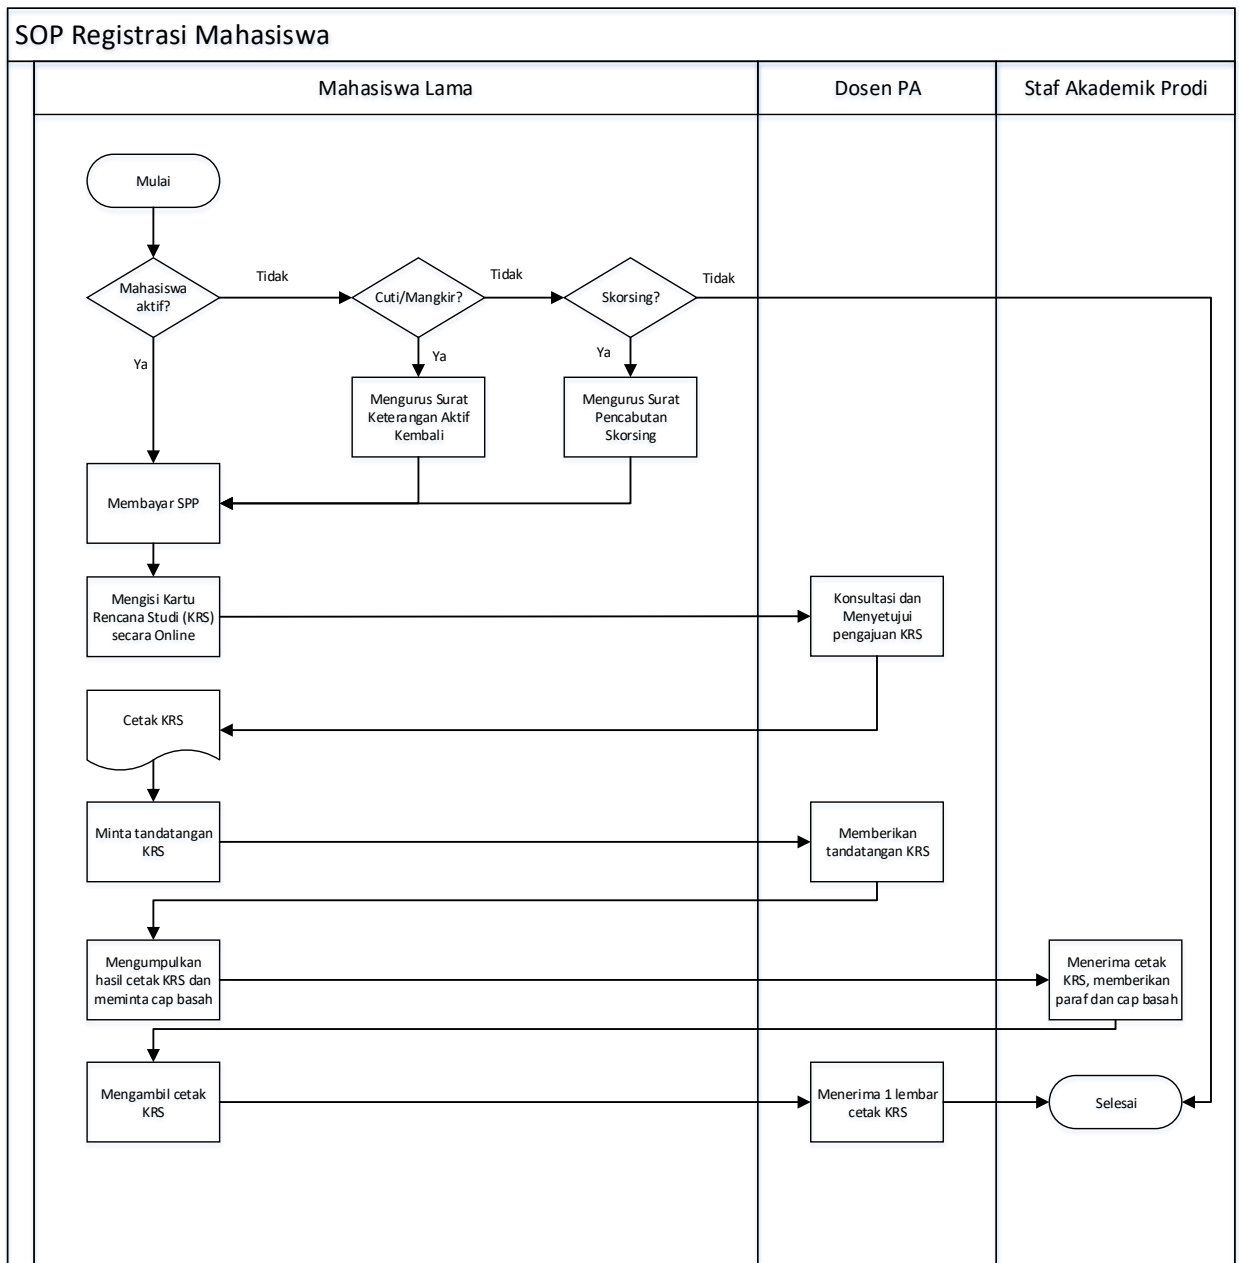 SOP Registrasi Mahasiswa
Mahasiswa Lama
Dosen PA
Staf Akademik Prodi
Mulai
Mahasiswa
aktif?
Tidak
Cuti/Mangkir?
Tidak
Skorsing?
Tidak
Ya
Ya
Ya
Mengurus Surat
Keterangan Aktif
Kembali
Mengurus Surat
Pencabutan
Skorsing
Membayar SPP
Mengisi Kartu
Rencana Studi (KRS)
secara Online
Konsultasi dan
Menyetujui
pengajuan KRS
Cetak KRS
Minta tandatangan
KRS
Memberikan
tandatangan KRS
Mengumpulkan
hasil cetak KRS dan
meminta cap basah
Menerima cetak
KRS, memberikan
paraf dan cap basah
Mengambil cetak
KRS
Menerima 1 lembar
cetak KRS
Selesai